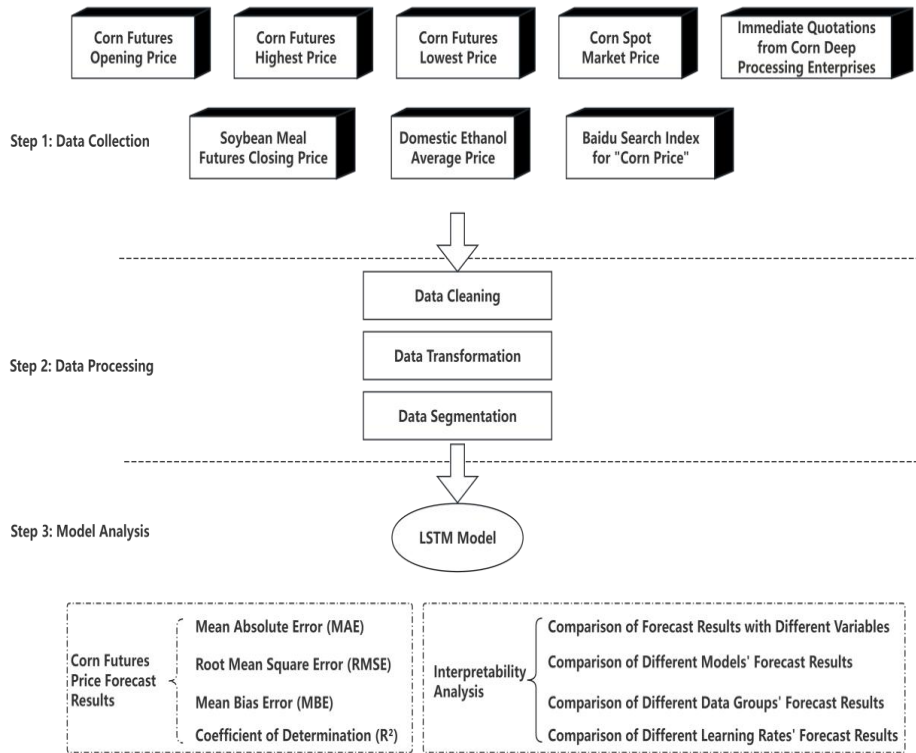 Corn Futures
Opening Price
Corn Futures
Highest Price
Corn Futures
Lowest Price
Corn Spot
Market Price
Immediate Quotations
from Corn Deep
Processing Enterprises
Step 1: Data Collection
Soybean Meal
Futures Closing Price
Domestic Ethanol
Average Price
Baidu Search Index
for "Corn Price"
Data Cleaning
Step 2: Data Processing
Data Transformation
Data Segmentation
Step 3: Model Analysis
LSTM Model
Corn Futures
Price Forecast
Results
Mean Absolute Error (MAE)
Root Mean Square Error (RMSE)
Mean Bias Error (MBE)
Coefficient of Determination (R²)
Interpretability
Analysis
Comparison of Forecast Results with Different Variables
Comparison of Different Models' Forecast Results
Comparison of Different Data Groups' Forecast Results
Comparison of Different Learning Rates' Forecast Results